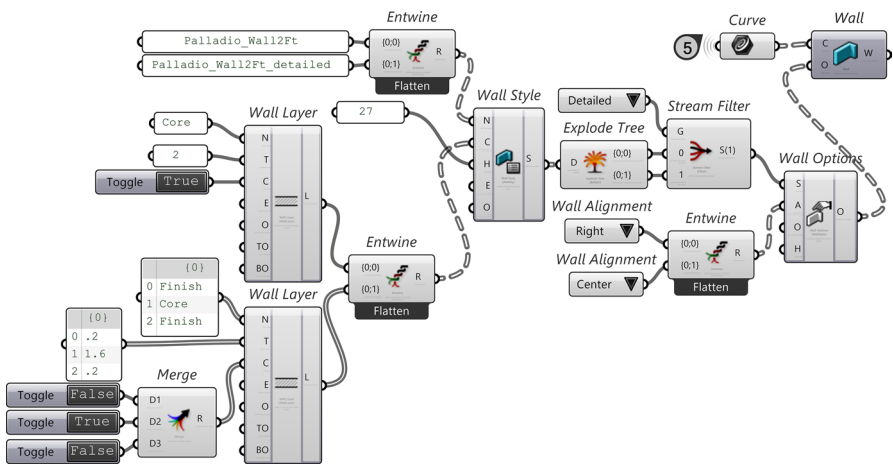 Entwine
Curve
Wall
Palladio_Wall2Ft
Palladio_Wall2Ft_detailed
{0;0}
{0;1}
R
Flatten
5
C
O
W
Wall Layer
27
Wall Style
Detailed
Stream Filter
Core
2
Toggle True
N
T
C
E
O
TO
BO
L
N
C
H
E
O
S
Explode Tree
D
{0;0}
{0;1}
G
0
1
S(1)
Wall Options
S
A
O
H
O
Wall Alignment
Right
Wall Alignment
Center
Entwine
{0;0}
{0;1}
R
Flatten
Entwine
{0;0}
{0;1}
R
Flatten
{0}
0 Finish
1 Core
2 Finish
Wall Layer
N
T
C
E
O
TO
BO
L
{0}
0 .2
1 1.6
2 .2
Merge
Toggle False
Toggle True
Toggle False
D1
D2
D3
R